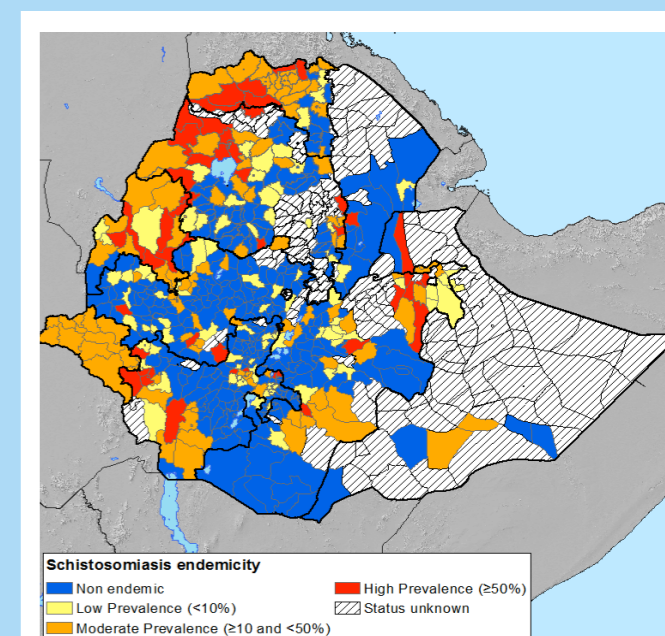 Schistosomiasis endemicity
Non endemic
Low Prevalence (<10%)
Moderate Prevalence (≥10 and <50%)
High Prevalence (≥50%)
Status unknown